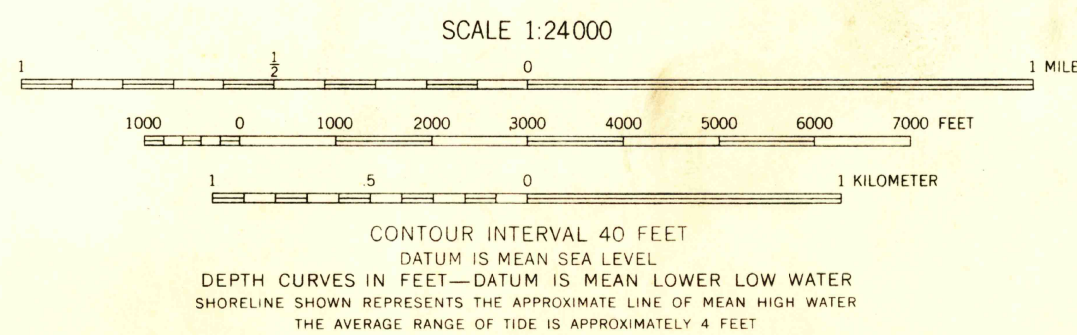 SCALE 1:24000
1 1/2 0 1 MILE
1000 0 1000 2000 3000 4000 5000 6000 7000 FEET
1 .5 0 1 KILOMETER
CONTOUR INTERVAL 40 FEET
DATUM IS MEAN SEA LEVEL
DEPTH CURVES IN FEET—DATUM IS MEAN LOWER LOW WATER
SHORELINE SHOWN REPRESENTS THE APPROXIMATE LINE OF MEAN HIGH WATER
THE AVERAGE RANGE OF TIDE IS APPROXIMATELY 4 FEET